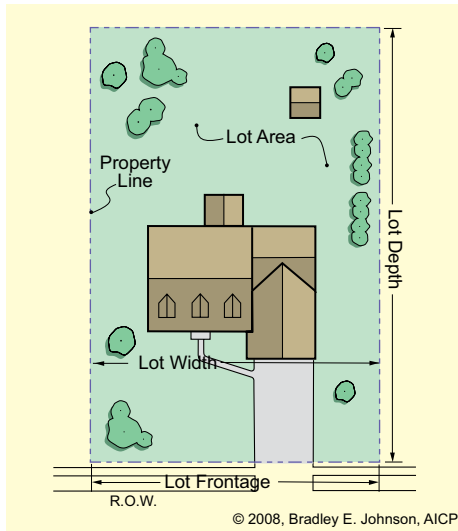 Lot Area
Property
Line
Lot Depth
Lot Width
Lot Frontage
R.O.W.
© 2008, Bradley E. Johnson, AICP